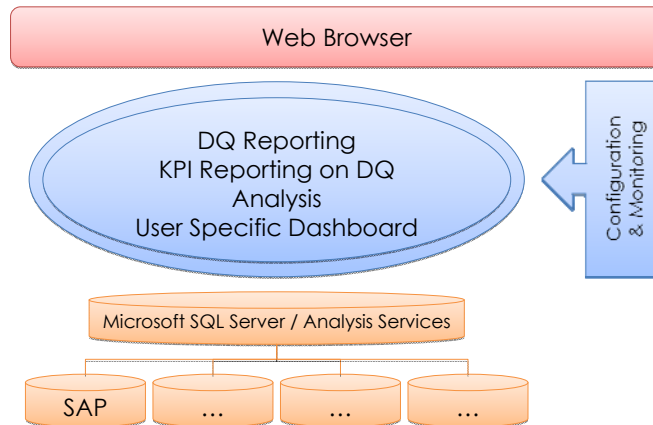 Web Browser
DQ Reporting
KPI Reporting on DQ
Analysis
User Specific Dashboard
Configuration
& Monitoring
Microsoft SQL Server / Analysis Services
SAP
...
...
...